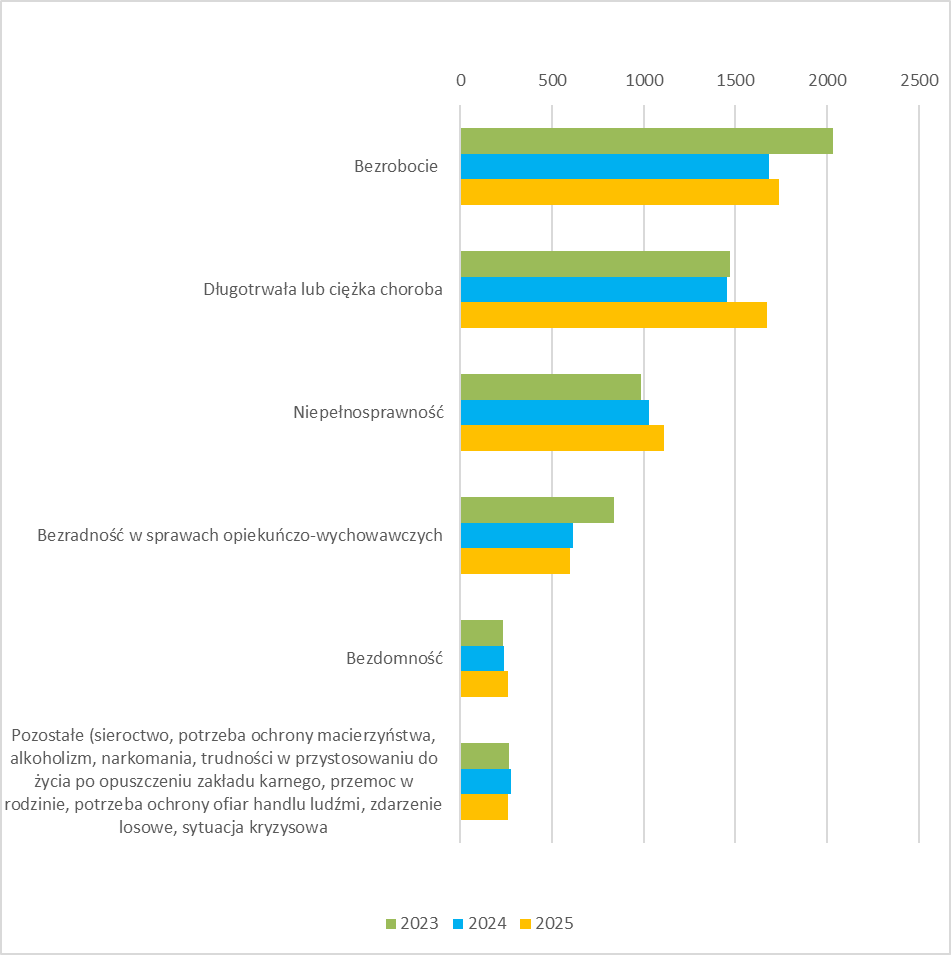 0 500 1000 1500 2000 2500
Bezrobocie
Długotrwała lub ciężka choroba
Niepełnosprawność
Bezradność w sprawach opiekuńczo-wychowawczych
Bezdomność
Pozostałe (sieroctwo, potrzeba ochrony macierzyństwa,
alkoholizm, narkomania, trudności w przystosowaniu do
życia po opuszczeniu zakładu karnego, przemoc w
rodzinie, potrzeba ochrony ofiar handlu ludźmi, zdarzenie
losowe, sytuacja kryzysowa
2023 2024 2025